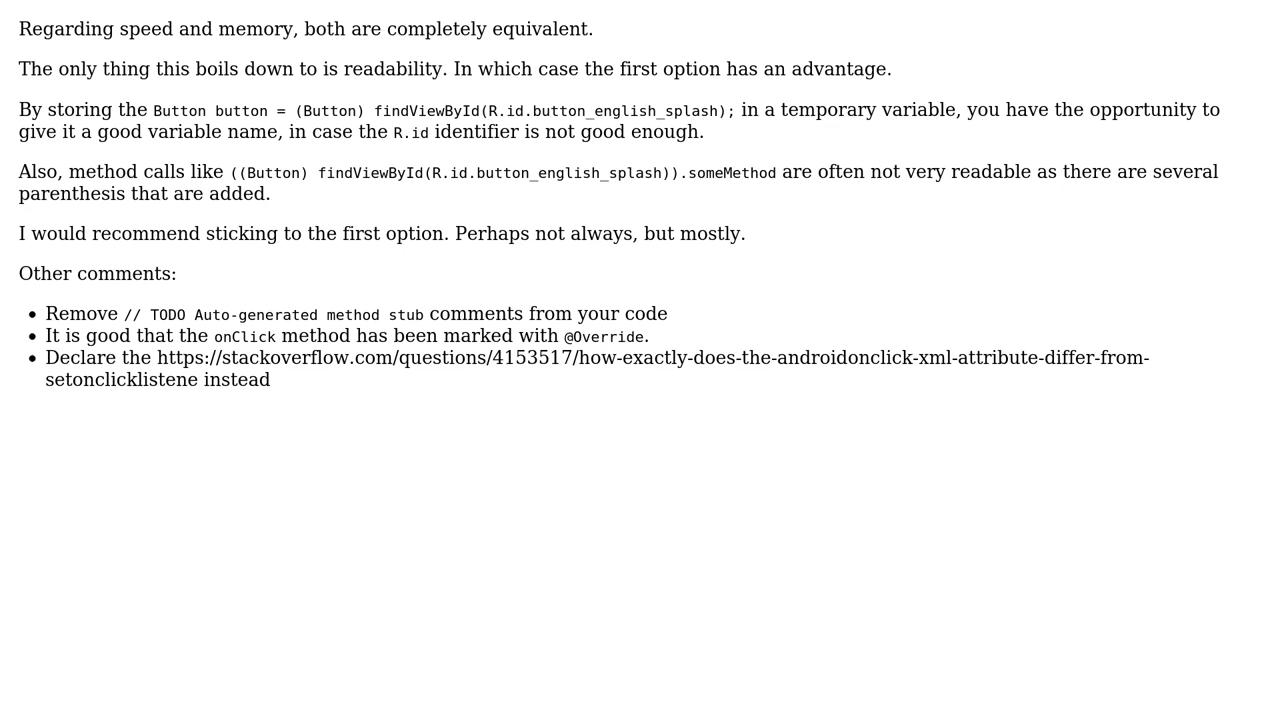 Regarding speed and memory, both are completely equivalent.
The only thing this boils down to is readability. In which case the first option has an advantage.
By storing the Button button = (Button) findViewById(R.id.button_english_splash); in a temporary variable, you have the opportunity to
give it a good variable name, in case the R.id identifier is not good enough.
Also, method calls like ((Button) findViewById(R.id.button_english_splash)).someMethod are often not very readable as there are several
parenthesis that are added.
I would recommend sticking to the first option. Perhaps not always, but mostly.
Other comments:
• Remove // TODO Auto-generated method stub comments from your code
• It is good that the onClick method has been marked with @Override.
• Declare the https://stackoverflow.com/questions/4153517/how-exactly-does-the-androidonclick-xml-attribute-differ-from-
setonclicklistene instead